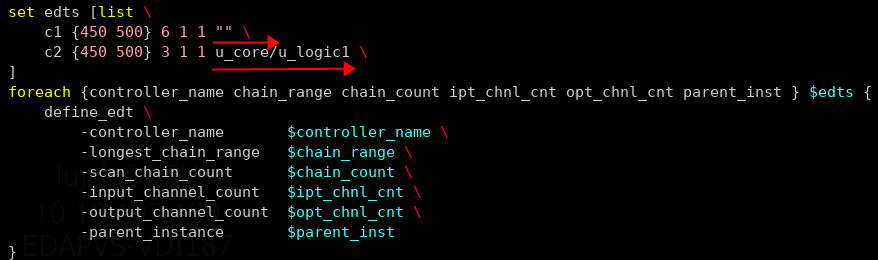 set edts [list \
    c1 {450 500} 6 1 1 "" \
    c2 {450 500} 3 1 1 u_core/u_logic1 \
]
foreach {controller_name chain_range chain_count ipt_chnl_cnt opt_chnl_cnt parent_inst } $edts {
    define_edt \
        -controller_name       $controller_name \
        -longest_chain_range   $chain_range \
        -scan_chain_count      $chain_count \
        -input_channel_count   $ipt_chnl_cnt \
        -output_channel_count  $opt_chnl_cnt \
        -parent_instance       $parent_inst
}